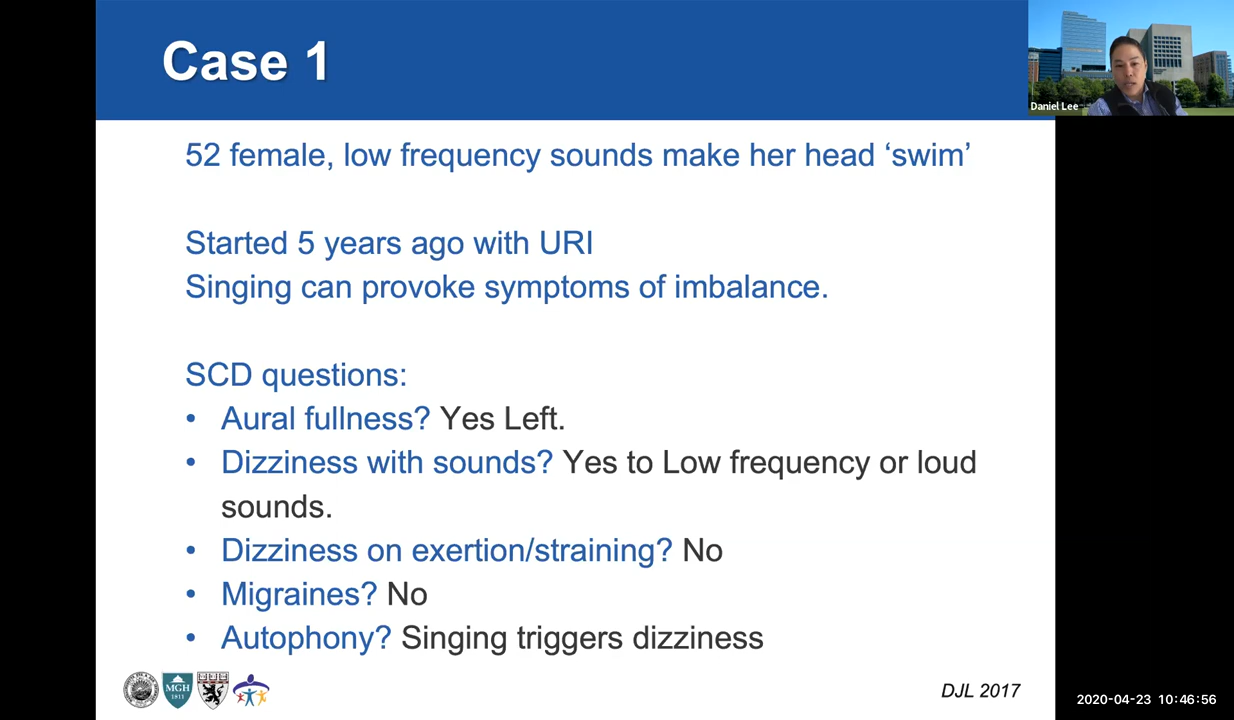 Case 1
Daniel Lee
52 female, low frequency sounds make her head ‘swim’
Started 5 years ago with URI
Singing can provoke symptoms of imbalance.
SCD questions:
• Aural fullness? Yes Left.
• Dizziness with sounds? Yes to Low frequency or loud
sounds.
• Dizziness on exertion/straining? No
• Migraines? No
• Autophony? Singing triggers dizziness
MGH
1811
DJL 2017
2020-04-23 10:46:56